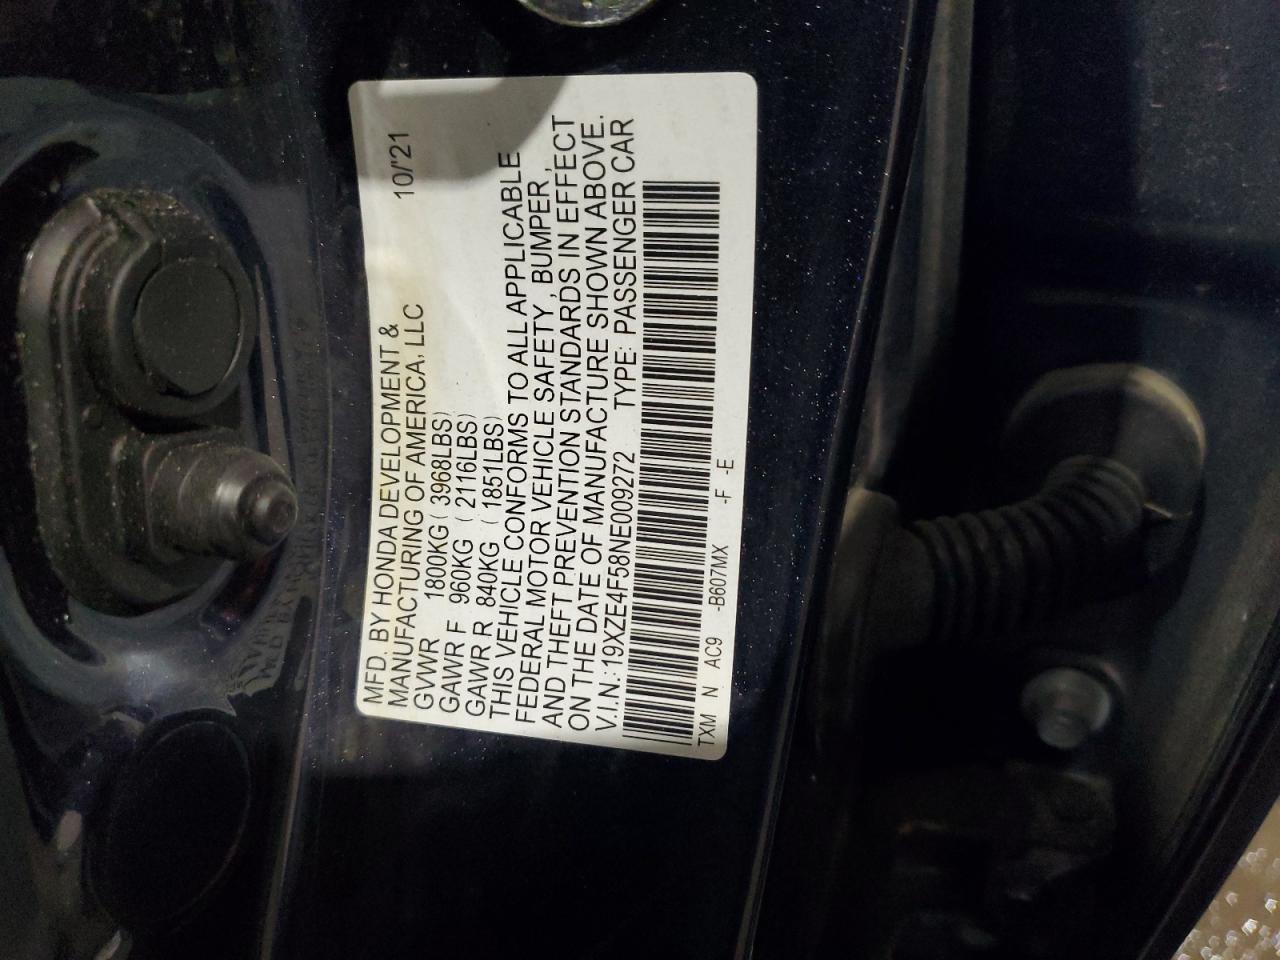 MFD. BY HONDA DEVELOPMENT &
MANUFACTURING OF AMERICA, LLC 10/'21
GVWR 1800KG (3968LBS)
GAWR F 960KG (2116LBS)
GAWR R 840KG (1851LBS)
THIS VEHICLE CONFORMS TO ALL APPLICABLE
FEDERAL MOTOR VEHICLE SAFETY, BUMPER,
AND THEFT PREVENTION STANDARDS IN EFFECT
ON THE DATE OF MANUFACTURE SHOWN ABOVE.
V.I.N.: 19XZE4F58NE009272 TYPE: PASSENGER CAR
TXM N AC9 -B607MX -F -E